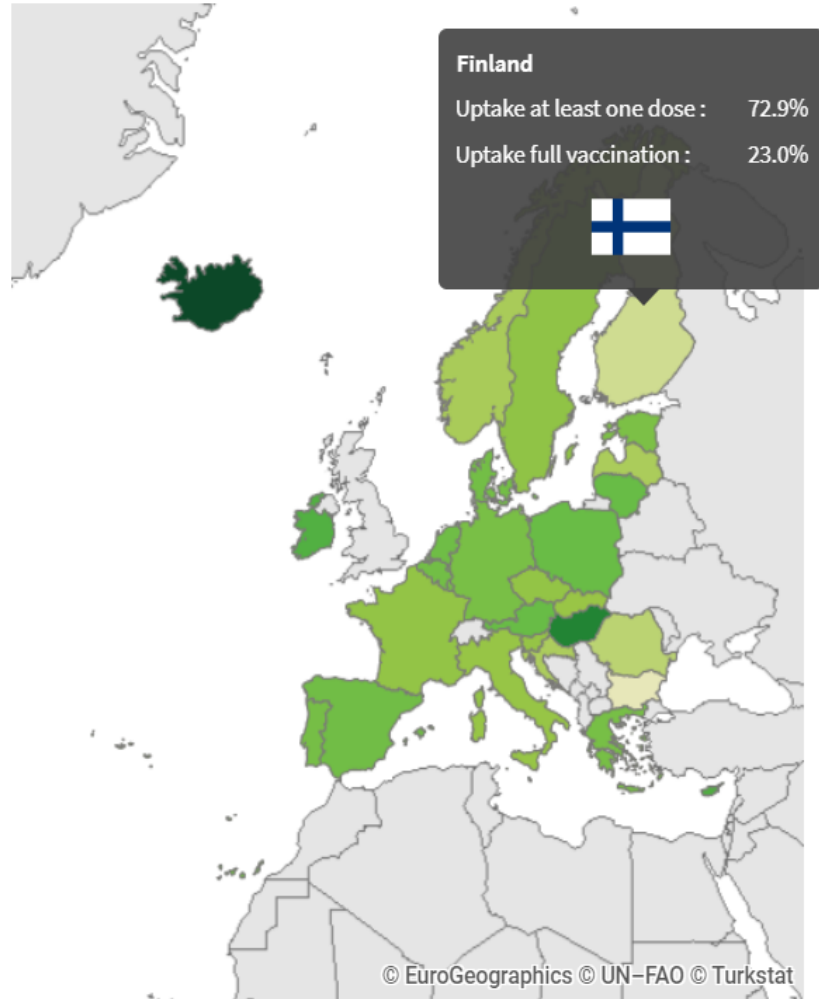 Finland
Uptake at least one dose : 72.9%
Uptake full vaccination : 23.0%
© EuroGeographics © UN–FAO © Turkstat